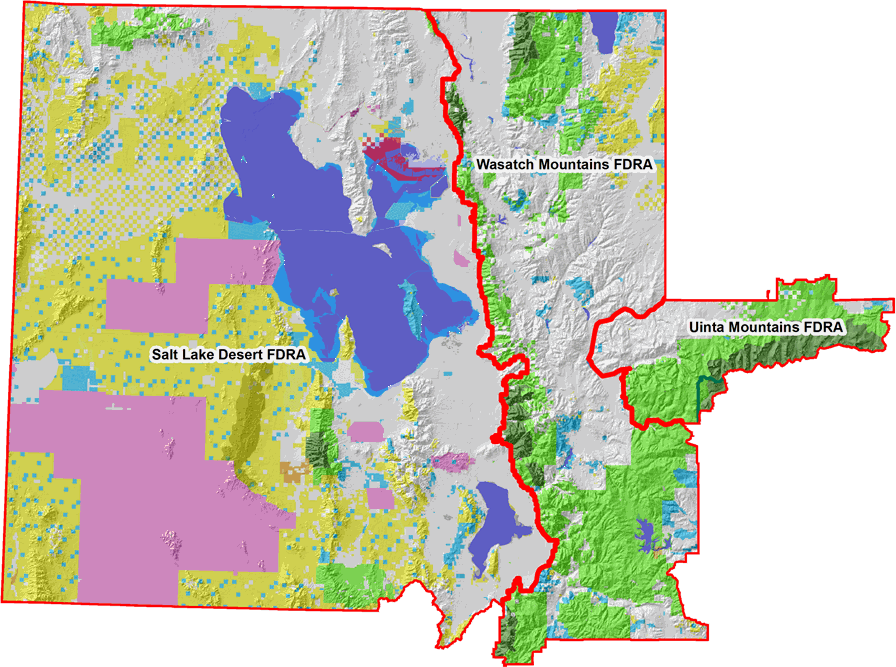 Wasatch Mountains FDRA
Uinta Mountains FDRA
Salt Lake Desert FDRA